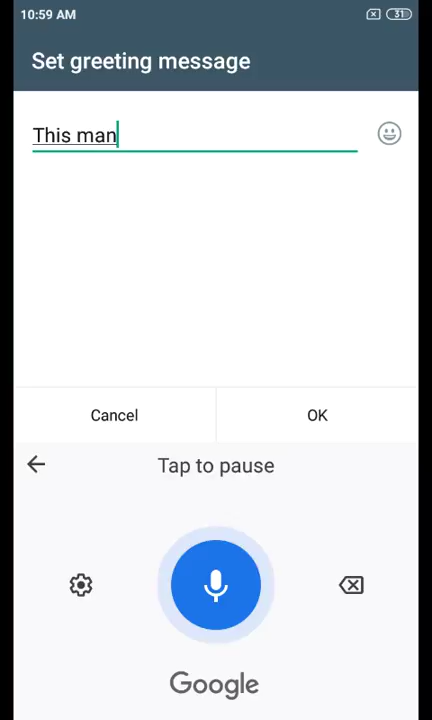 10:59 AM
31
Set greeting message
This man
Cancel
OK
Tap to pause
Google